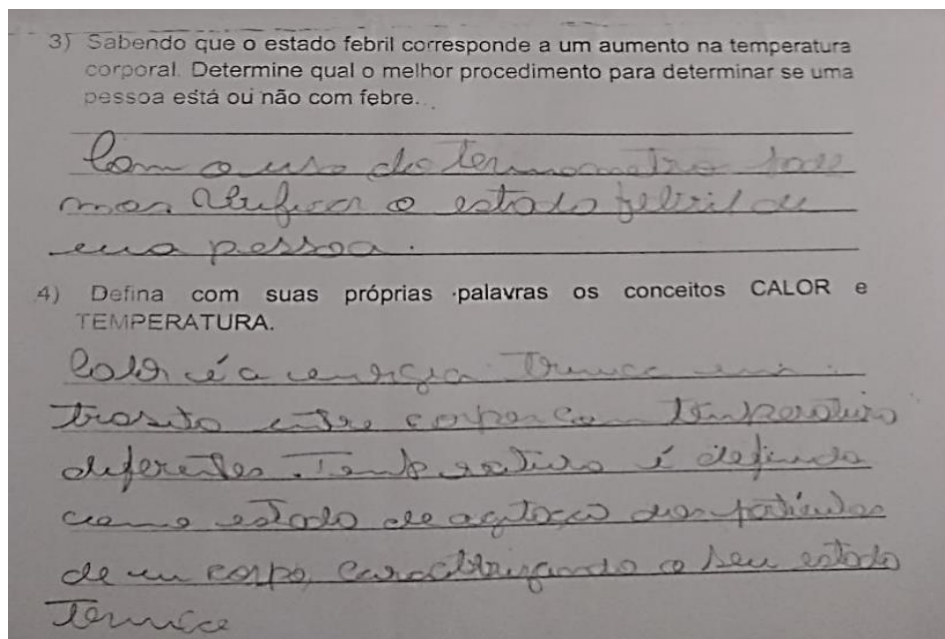 3) Sabendo que o estado febril corresponde a um aumento na temperatura
corporal. Determine qual o melhor procedimento para determinar se uma
pessoa está ou não com febre.
Com o uso do termometro pode
mos verificar o estado febril de
uma pessoa.
4) Defina com suas próprias palavras os conceitos CALOR e
TEMPERATURA.
Calor é a energia termica em
transito entre corpos com temperatura
diferentes. Temperatura é definida
como estado de agitação das partículas
de um corpo, caracterizando o seu estado
termico